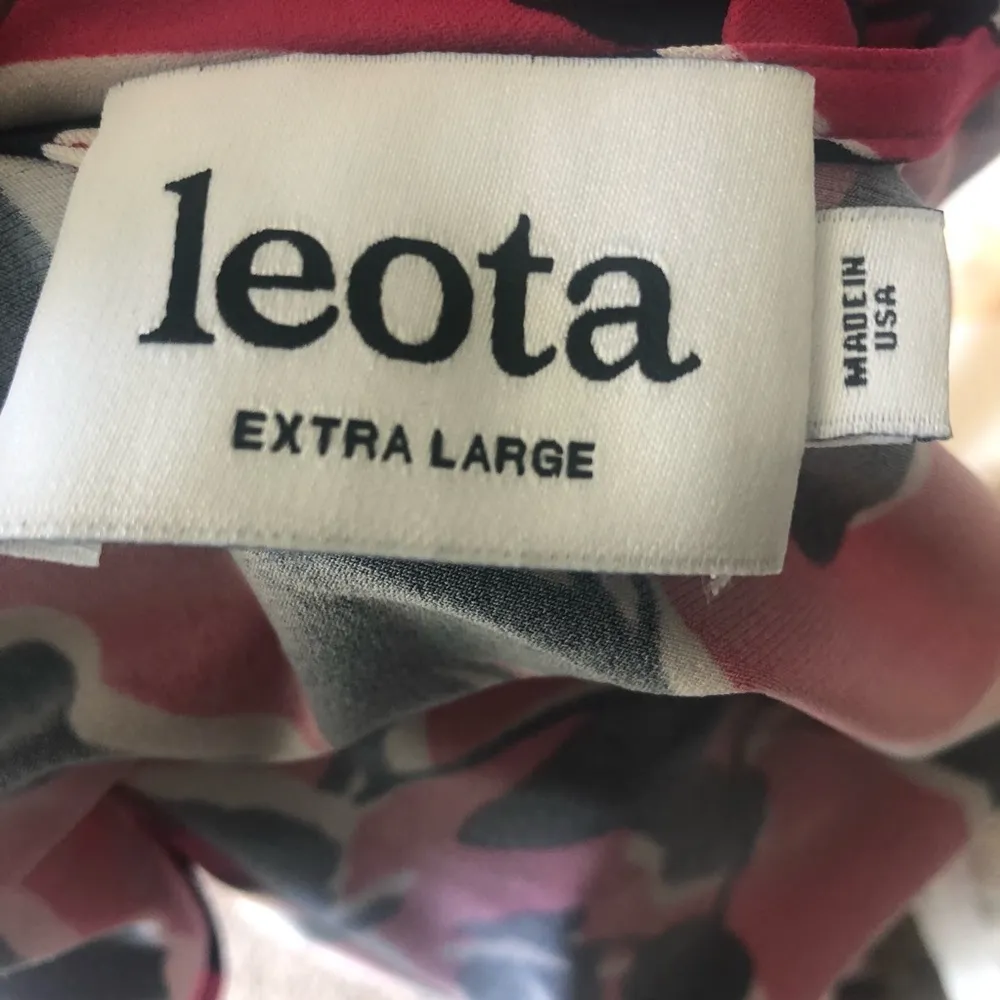 leota
EXTRA LARGE
MADE IN
USA